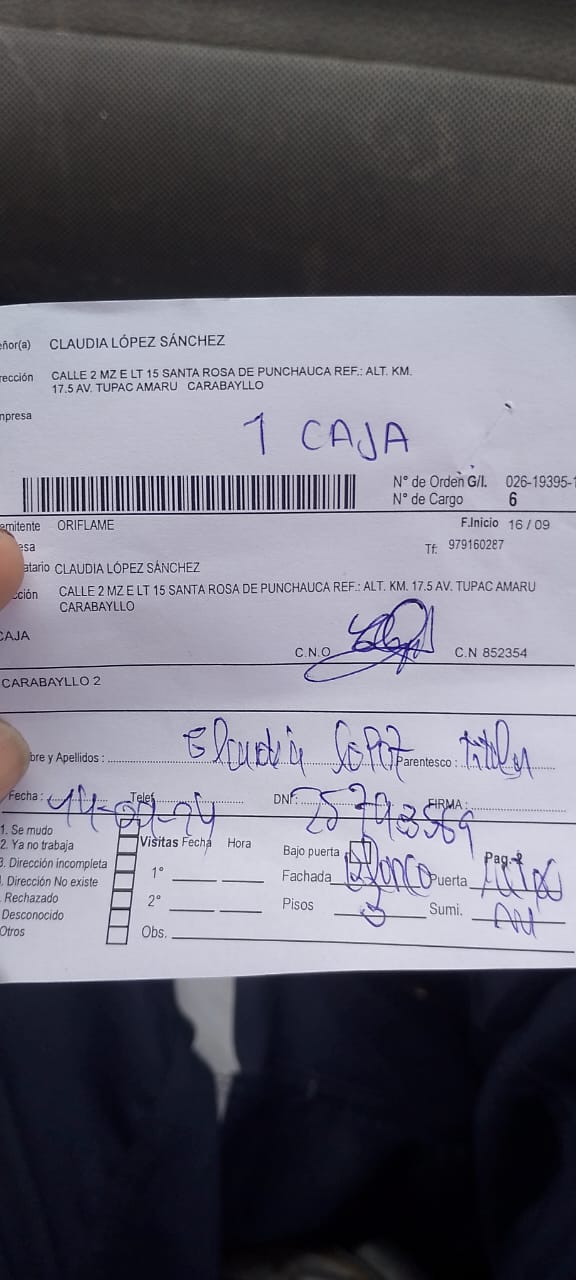 eñor(a) CLAUDIA LÓPEZ SÁNCHEZ
rección CALLE 2 MZ E LT 15 SANTA ROSA DE PUNCHAUCA REF.: ALT. KM.
17.5 AV. TUPAC AMARU CARABAYLLO
mpresa
1 CAJA
N° de Orden G/I. 026-19395-1
N° de Cargo 6
emitente ORIFLAME F.Inicio 16 / 09
esa Tf: 979160287
atario CLAUDIA LÓPEZ SÁNCHEZ
cción CALLE 2 MZ E LT 15 SANTA ROSA DE PUNCHAUCA REF.: ALT. KM. 17.5 AV. TUPAC AMARU
CARABAYLLO
CAJA C.N.O C.N 852354
CARABAYLLO 2
bre y Apellidos : Claudia Parentesco :
Fecha : Telef DNI : FIRMA :
1. Se mudo Visitas Fecha Hora Bajo puerta Pag.
2. Ya no trabaja
3. Dirección incompleta 1° Fachada Blanco Puerta
. Dirección No existe
. Rechazado 2° Pisos 3 Sumi.
Desconocido
Otros Obs.